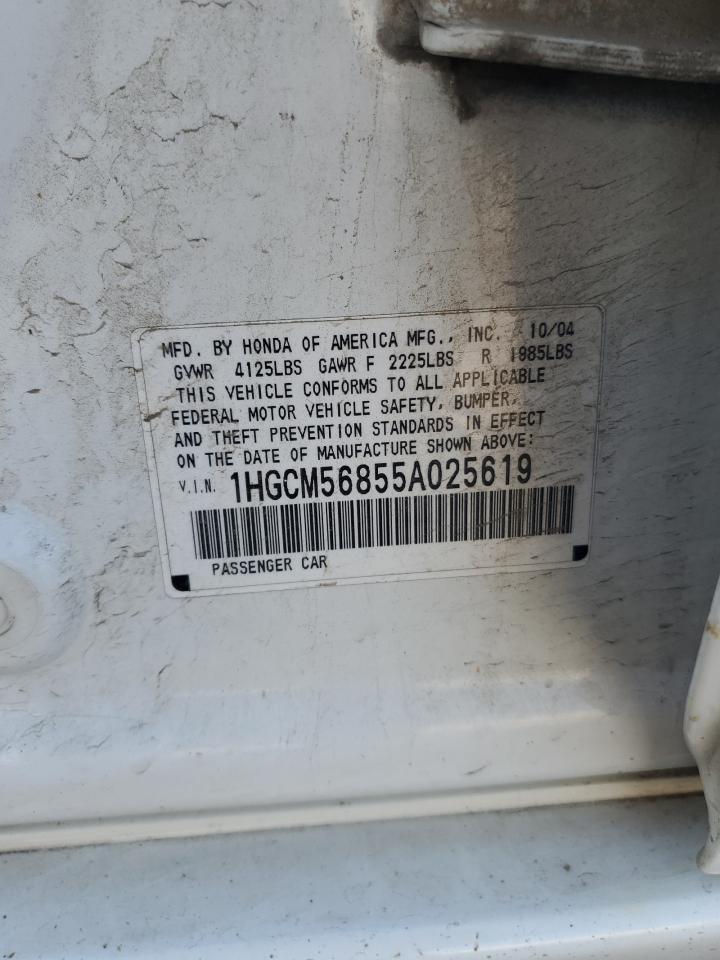 MFD. BY HONDA OF AMERICA MFG., INC. 10/04
GVWR 4125LBS GAWR F 2225LBS R 1985LBS
THIS VEHICLE CONFORMS TO ALL APPLICABLE
FEDERAL MOTOR VEHICLE SAFETY, BUMPER,
AND THEFT PREVENTION STANDARDS IN EFFECT
ON THE DATE OF MANUFACTURE SHOWN ABOVE:
V.I.N. 1HGCM56855A025619
PASSENGER CAR